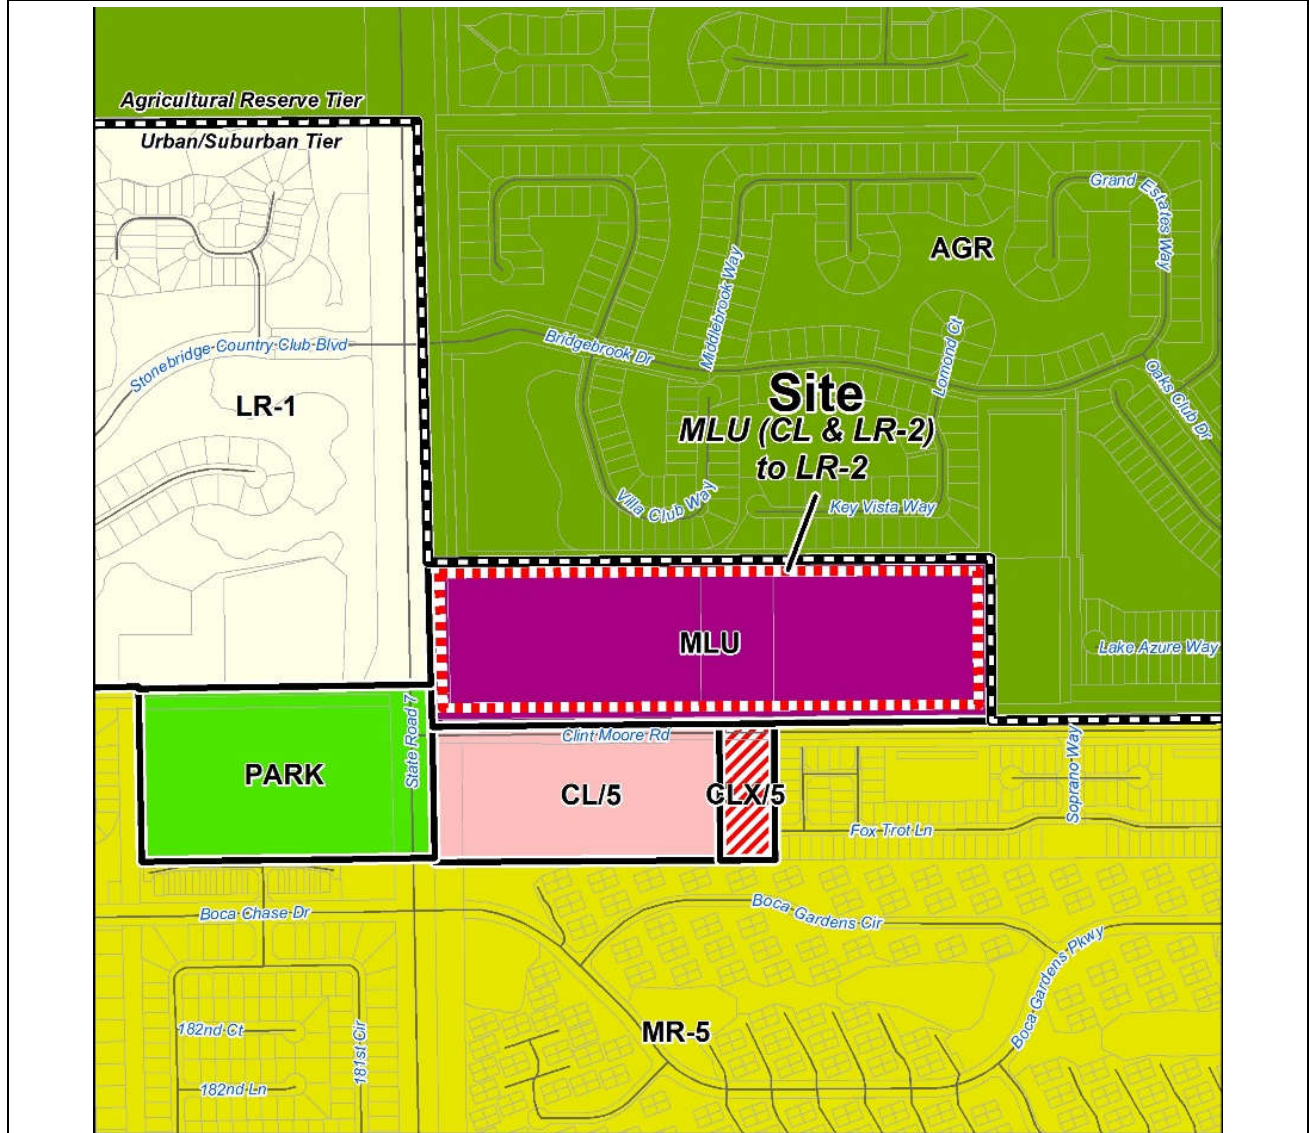 Agricultural Reserve Tier
Urban/Suburban Tier
Grand Estates Way
AGR
Middlebrook Way
Stonebridge Country Club Blvd
Bridgebrook Dr
Lomond Ct
Oaks Club Dr
Site
LR-1
MLU (CL & LR-2)
to LR-2
Villa Club Way
Key Vista Way
MLU
Lake Azure Way
State Road 7
Clint Moore Rd
Soprano Way
PARK
CL/5
CLX/5
Fox Trot Ln
Boca Chase Dr
Boca Gardens Cir
Boca Gardens Pkwy
182nd Ct
181st Cir
MR-5
182nd Ln